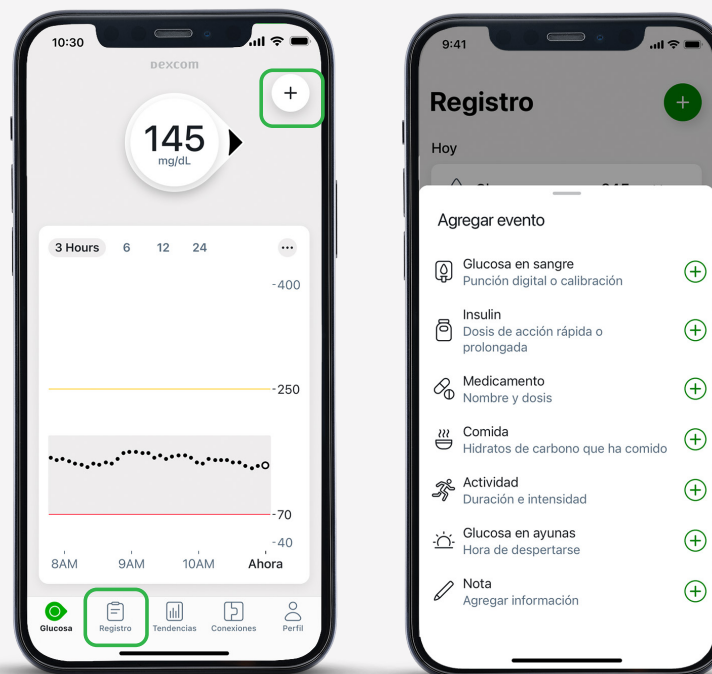 10:30
Dexcom
+
145
mg/dL
3 Hours 6 12 24 ...
-400
-250
-70
-40
8AM 9AM 10AM Ahora
Glucosa Registro Tendencias Conexiones Perfil
9:41
Registro
+
Hoy
Agregar evento
Glucosa en sangre
Punción digital o calibración
Insulin
Dosis de acción rápida o
prolongada
Medicamento
Nombre y dosis
Comida
Hidratos de carbono que ha comido
Actividad
Duración e intensidad
Glucosa en ayunas
Hora de despertarse
Nota
Agregar información